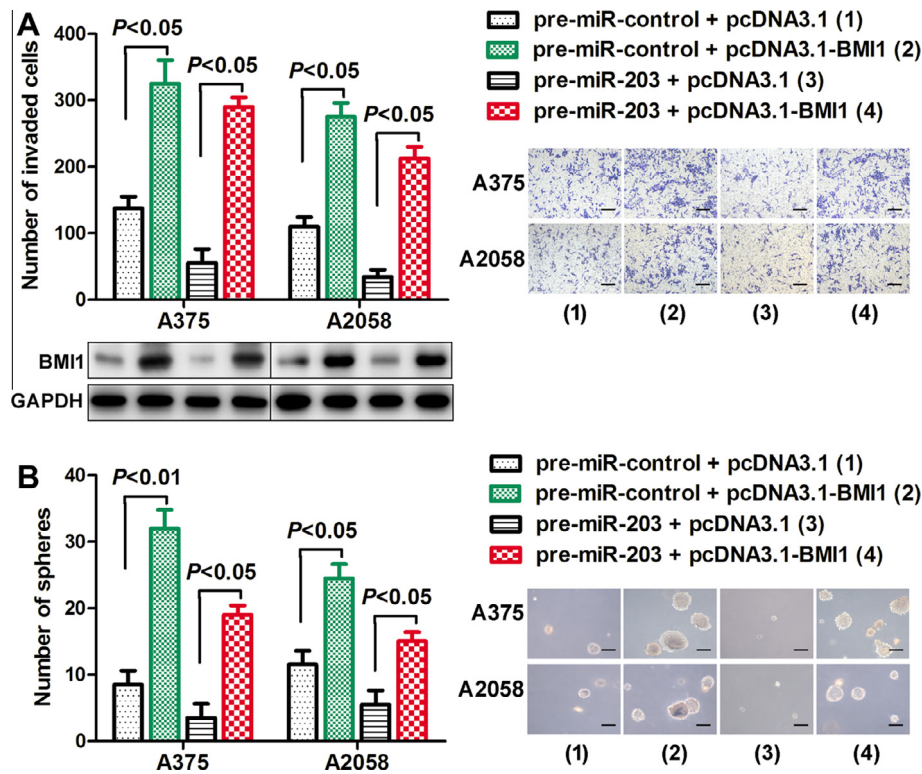 A
Number of invaded cells
400
300
200
100
0
P<0.05
P<0.05
P<0.05
P<0.05
A375
A2058
BMI1
GAPDH
pre-miR-control + pcDNA3.1 (1)
pre-miR-control + pcDNA3.1-BMI1 (2)
pre-miR-203 + pcDNA3.1 (3)
pre-miR-203 + pcDNA3.1-BMI1 (4)
A375
A2058
(1) (2) (3) (4)
B
Number of spheres
40
30
20
10
0
P<0.01
P<0.05
P<0.05
P<0.05
A375
A2058
pre-miR-control + pcDNA3.1 (1)
pre-miR-control + pcDNA3.1-BMI1 (2)
pre-miR-203 + pcDNA3.1 (3)
pre-miR-203 + pcDNA3.1-BMI1 (4)
A375
A2058
(1) (2) (3) (4)